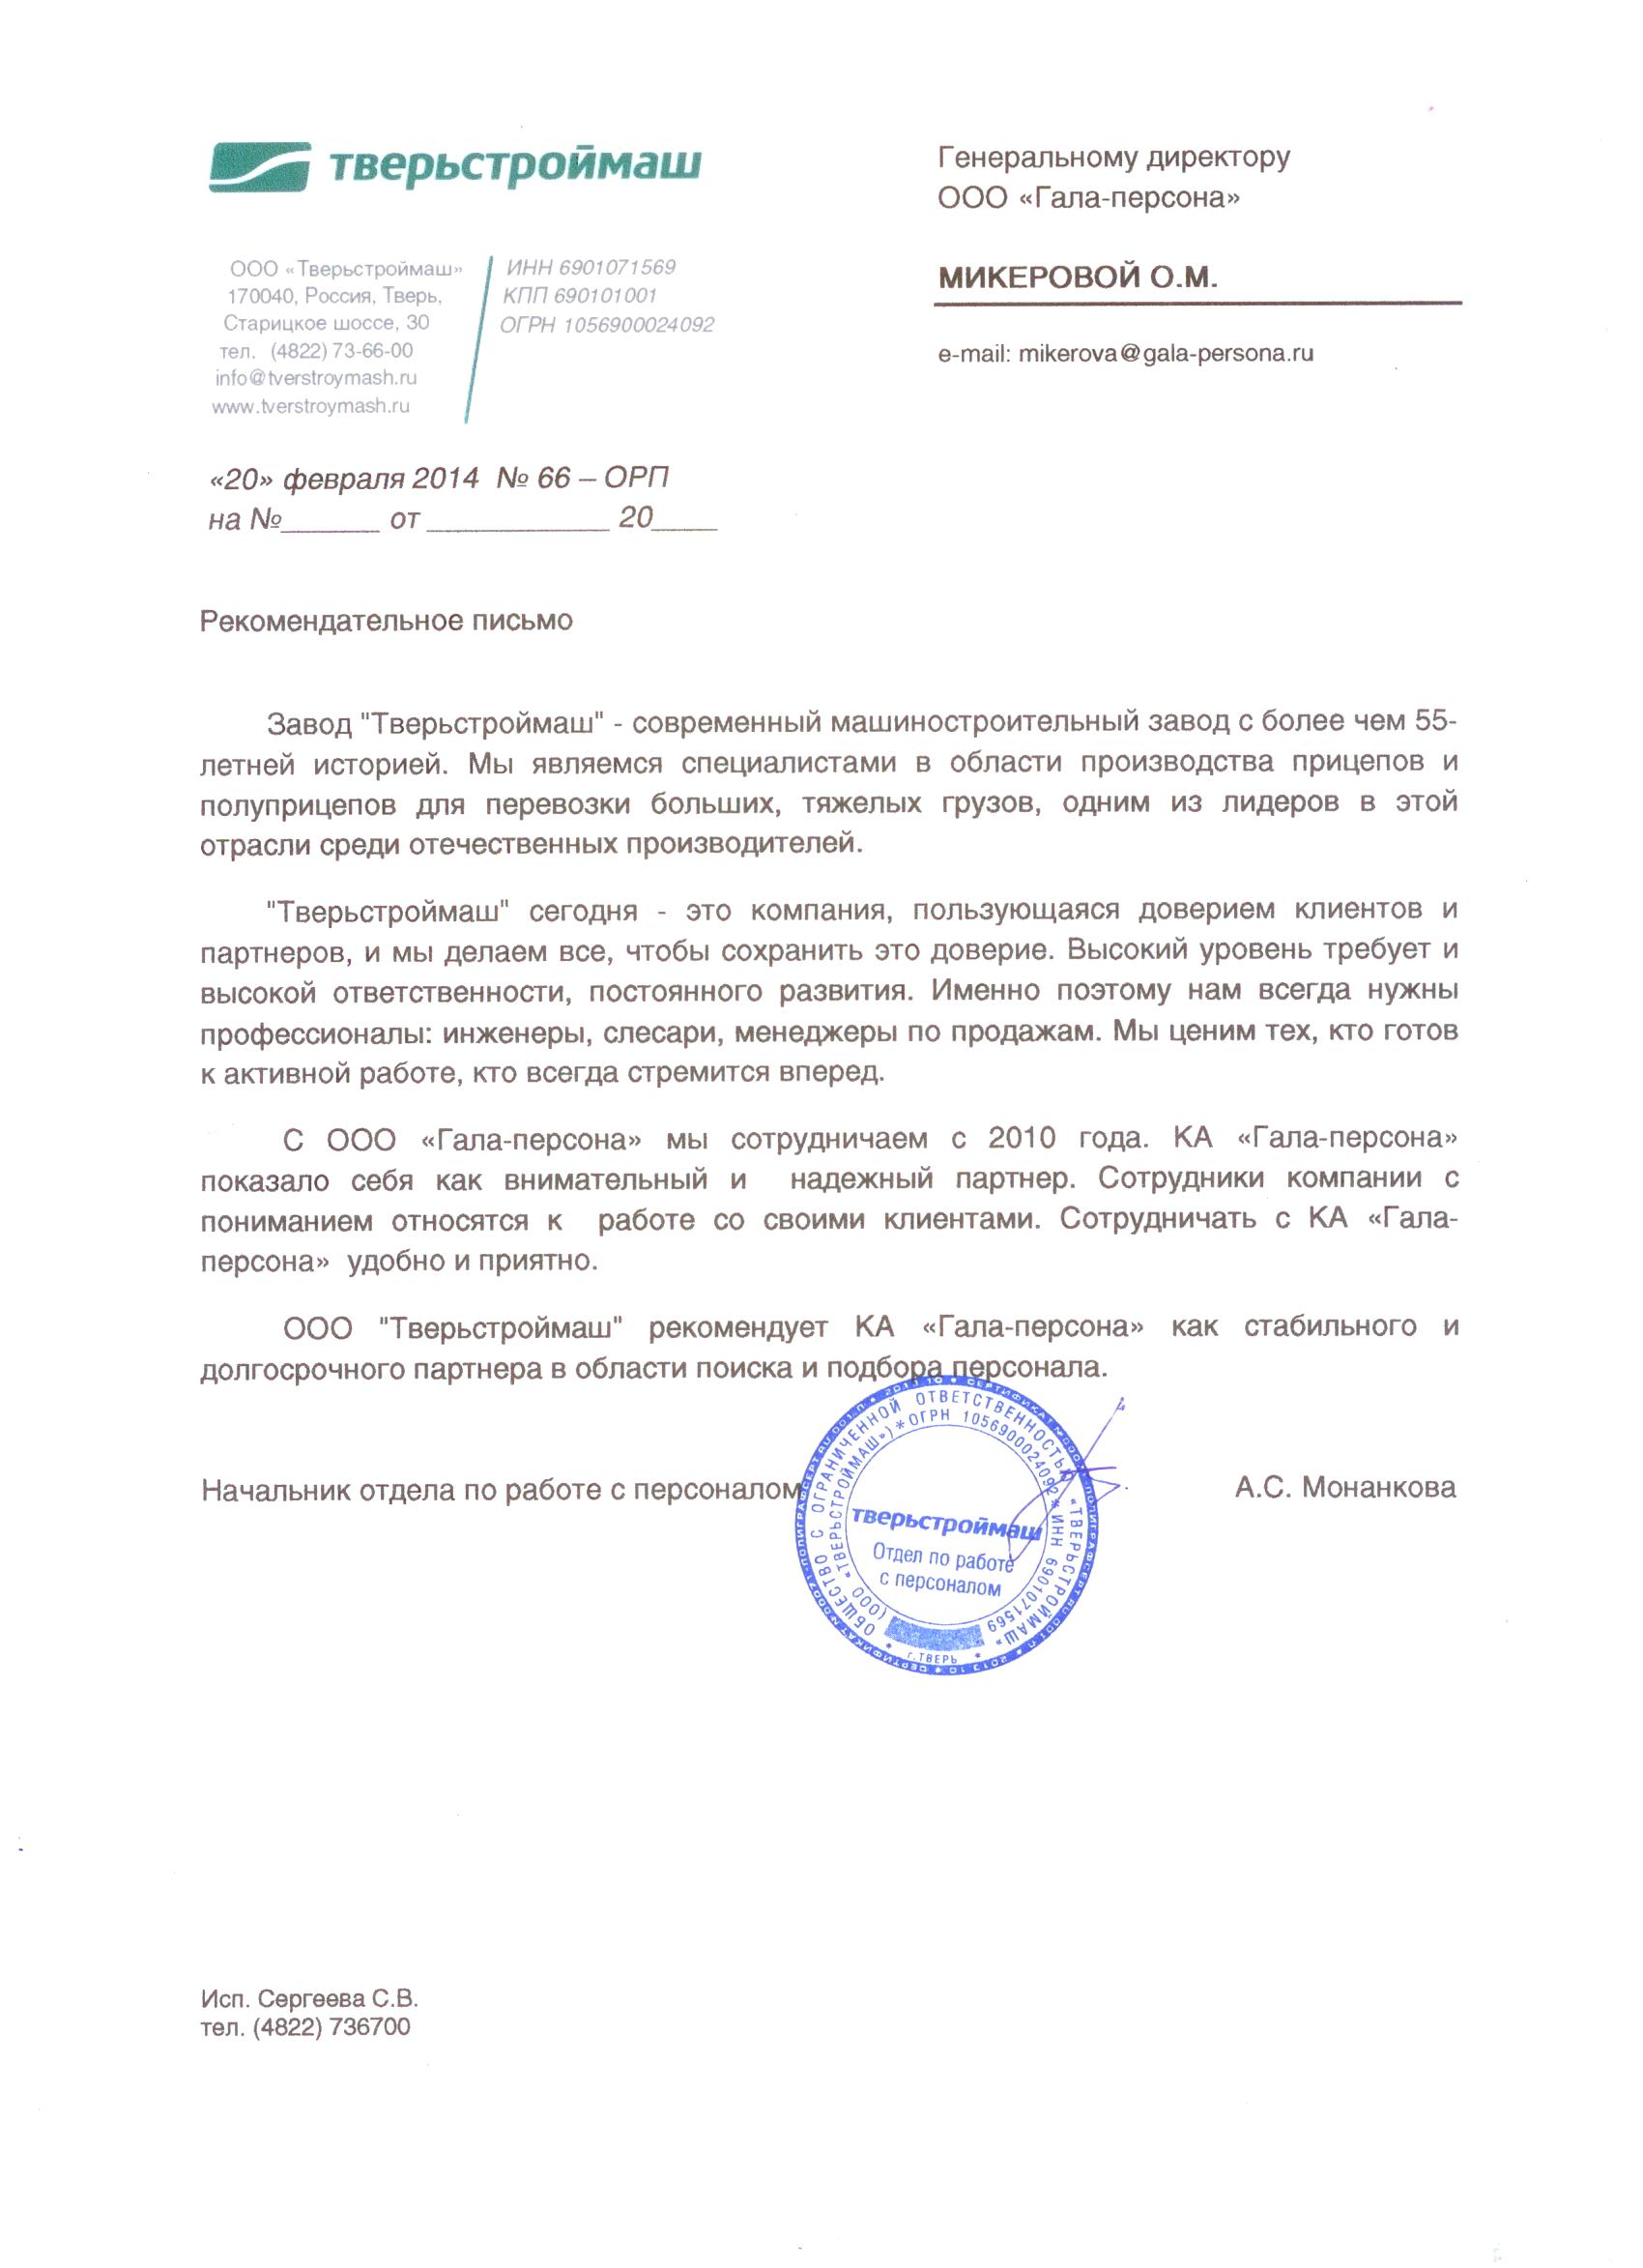 тверьстроймаш
ООО «Тверьстроймаш»
170040, Россия, Тверь,
Старицкое шоссе, 30
тел. (4822) 73-66-00
info@tverstroymash.ru
www.tverstroymash.ru
ИНН 6901071569
КПП 690101001
ОГРН 1056900024092
Генеральному директору
ООО «Гала-персона»
МИКЕРОВОЙ О.М.
e-mail: mikerova@gala-persona.ru
«20» февраля 2014 № 66 – ОРП
на №______ от ___________ 20____
Рекомендательное письмо
Завод "Тверьстроймаш" - современный машиностроительный завод с более чем 55-
летней историей. Мы являемся специалистами в области производства прицепов и
полуприцепов для перевозки больших, тяжелых грузов, одним из лидеров в этой
отрасли среди отечественных производителей.
"Тверьстроймаш" сегодня - это компания, пользующаяся доверием клиентов и
партнеров, и мы делаем все, чтобы сохранить это доверие. Высокий уровень требует и
высокой ответственности, постоянного развития. Именно поэтому нам всегда нужны
профессионалы: инженеры, слесари, менеджеры по продажам. Мы ценим тех, кто готов
к активной работе, кто всегда стремится вперед.
С ООО «Гала-персона» мы сотрудничаем с 2010 года. КА «Гала-персона»
показало себя как внимательный и надежный партнер. Сотрудники компании с
пониманием относятся к работе со своими клиентами. Сотрудничать с КА «Гала-
персона» удобно и приятно.
ООО "Тверьстроймаш" рекомендует КА «Гала-персона» как стабильного и
долгосрочного партнера в области поиска и подбора персонала.
Начальник отдела по работе с персоналом
А.С. Монанкова
ОБЩЕСТВО С ОГРАНИЧЕННОЙ ОТВЕТСТВЕННОСТЬЮ «ТВЕРЬСТРОЙМАШ»
(ООО «ТВЕРЬСТРОЙМАШ») * ОГРН 1056900024092 * ИНН 6901071569
тверьстроймаш
Отдел по работе
с персоналом
г.ТВЕРЬ
Исп. Сергеева С.В.
тел. (4822) 736700